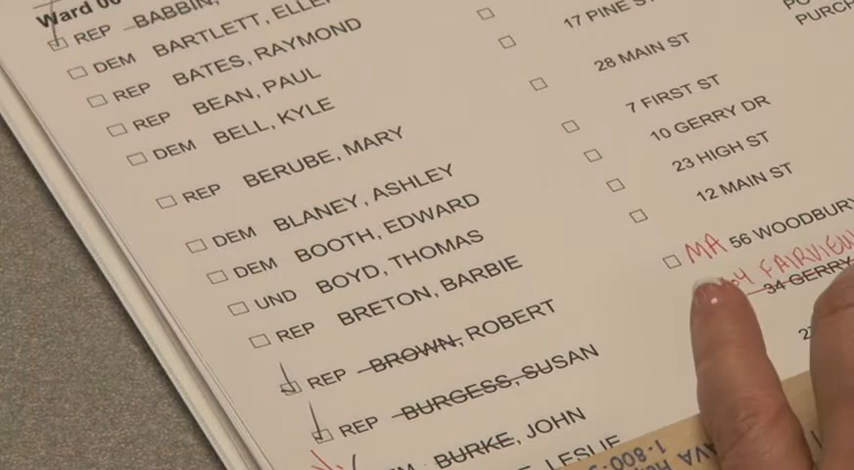 Ward
REP BABBIN,
DEM BARTLETT, ELLEN
REP BATES, RAYMOND 17 PINE ST
REP BEAN, PAUL 28 MAIN ST
DEM BELL, KYLE
REP BERUBE, MARY 7 FIRST ST
DEM BLANEY, ASHLEY 10 GERRY DR
DEM BOOTH, EDWARD 23 HIGH ST
UND BOYD, THOMAS 12 MAIN ST
REP BRETON, BARBIE MA 56 WOODBURY
FAIRVIEW
REP BROWN, ROBERT 34 GERRY
REP BURGESS, SUSAN
BURKE, JOHN
LESLIE